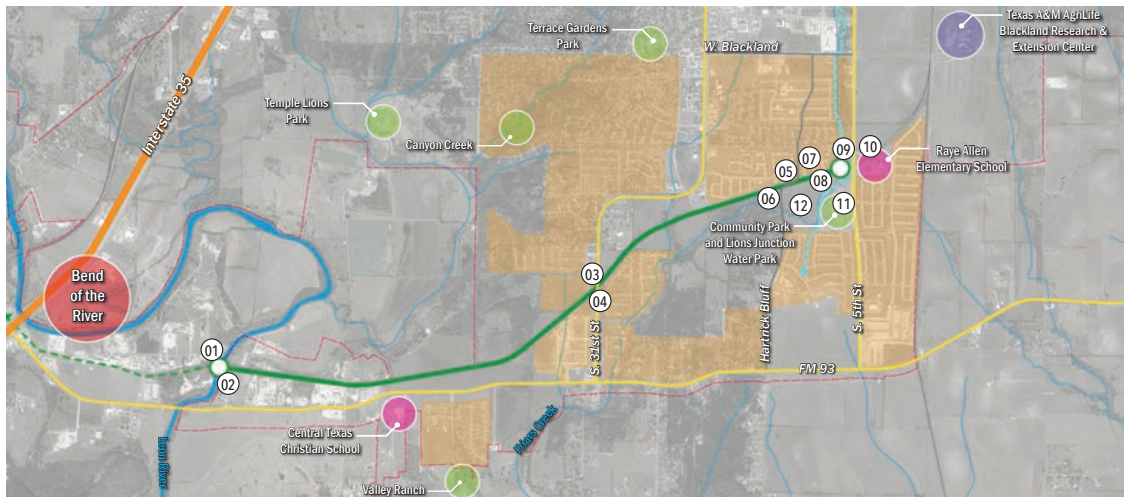 Texas A&M AgriLife
Blackland Research &
Extension Center
Terrace Gardens
Park
W. Blackland
Interstate 35
Temple Lions
Park
Canyon Creek
09
10
07
05
08
06
12
11
Raye Allen
Elementary School
Community Park
and Lions Junction
Water Park
Bend
of the
River
03
04
S. 31st St
Hartrick Bluff
S. 5th St
01
02
FM 93
Central Texas
Christian School
Friars Creek
Leon River
Valley Ranch